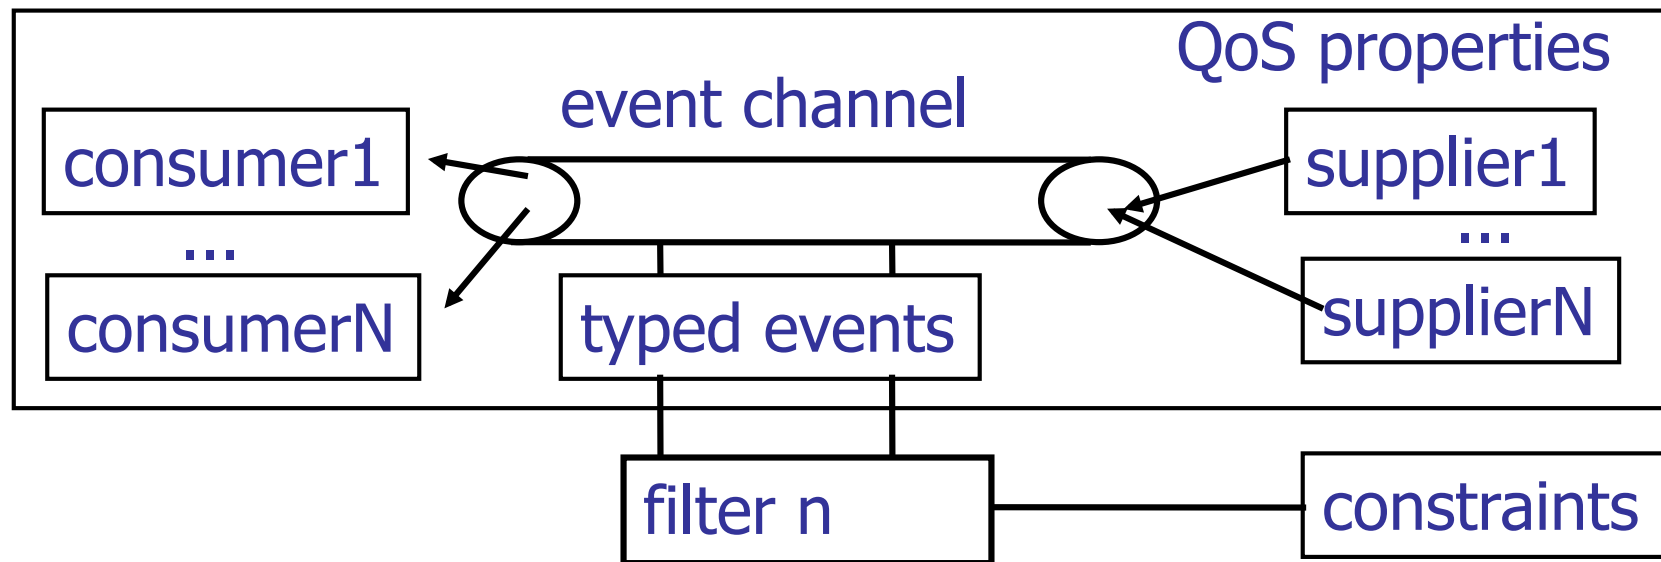 QoS properties
event channel
consumer1
supplier1
...
...
consumerN
typed events
supplierN
filter n
constraints